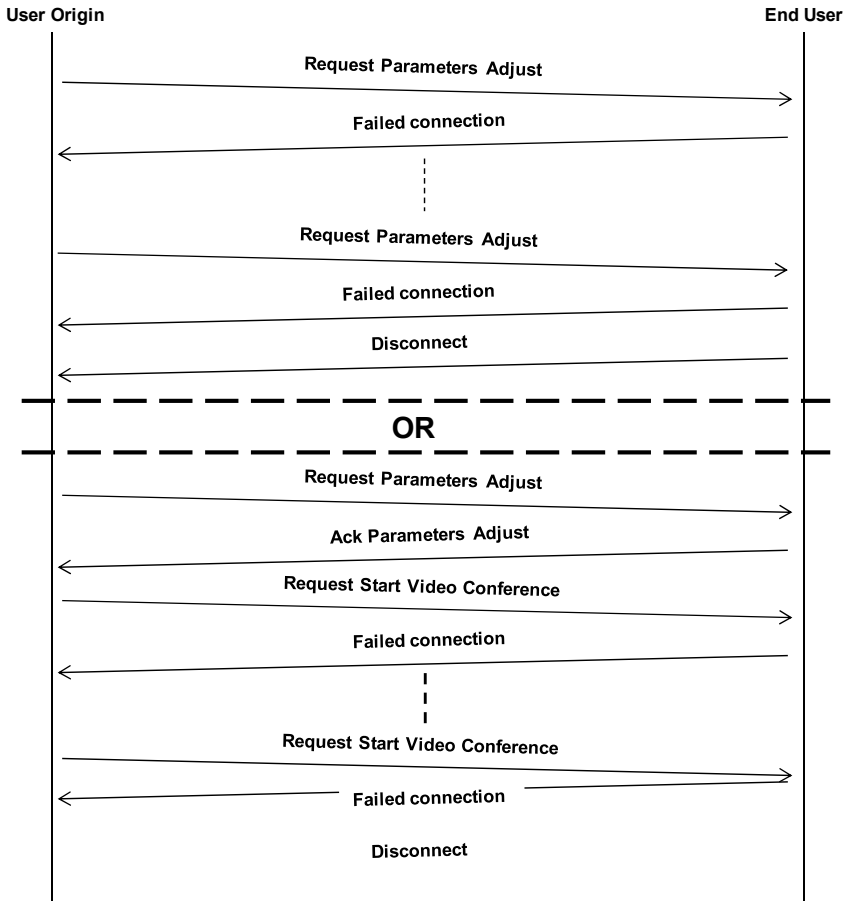 User Origin
End User
Request Parameters Adjust
Failed connection
Request Parameters Adjust
Failed connection
Disconnect
OR
Request Parameters Adjust
Ack Parameters Adjust
Request Start Video Conference
Failed connection
Request Start Video Conference
Failed connection
Disconnect